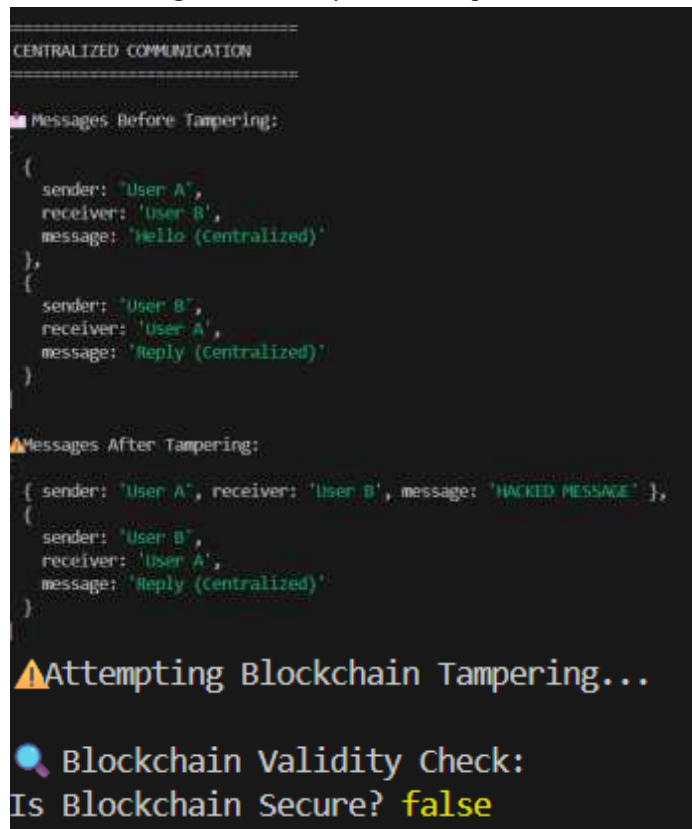 ================================
CENTRALIZED COMMUNICATION
================================
📩 Messages Before Tampering:
[
{
sender: 'User A',
receiver: 'User B',
message: 'Hello (Centralized)'
},
{
sender: 'User B',
receiver: 'User A',
message: 'Reply (Centralized)'
}
]
⚠️Messages After Tampering:
[
{ sender: 'User A', receiver: 'User B', message: 'HACKED MESSAGE' },
{
sender: 'User B',
receiver: 'User A',
message: 'Reply (Centralized)'
}
]
⚠️Attempting Blockchain Tampering...
🔍 Blockchain Validity Check:
Is Blockchain Secure? false